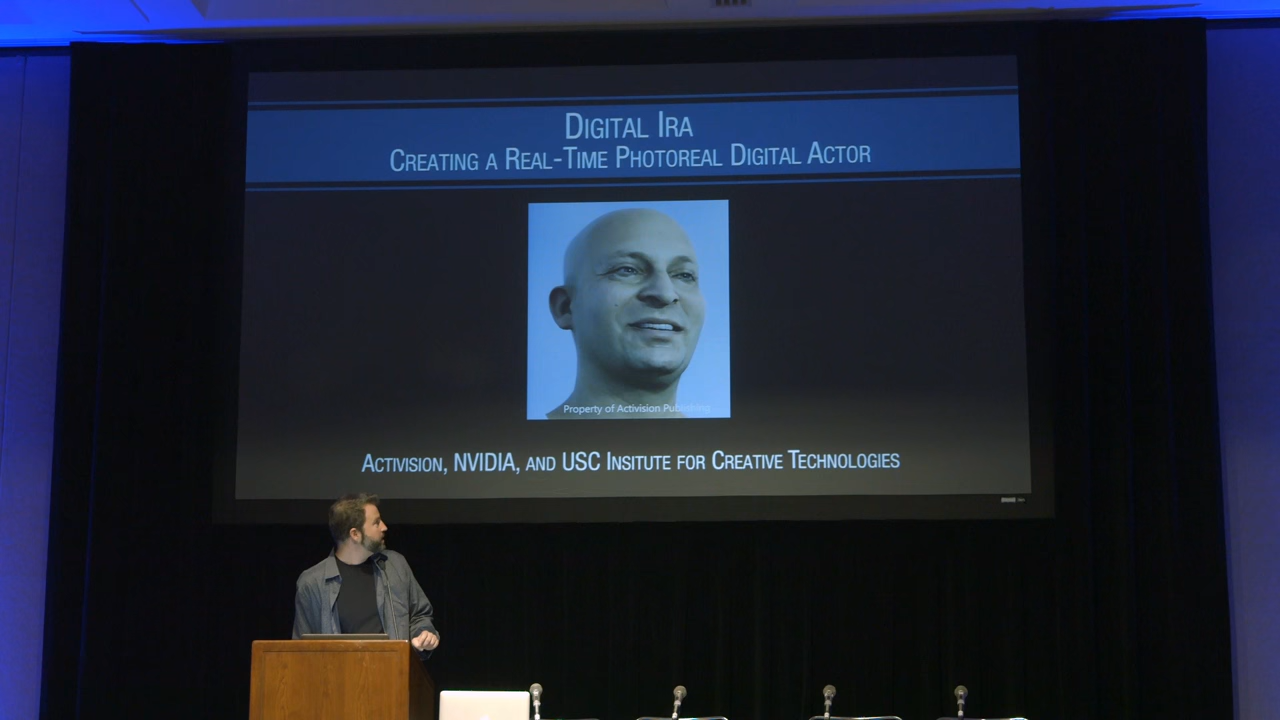 Digital Ira
Creating a Real-Time Photoreal Digital Actor
Property of Activision Publishing
Activision, NVIDIA, and USC Insitute for Creative Technologies